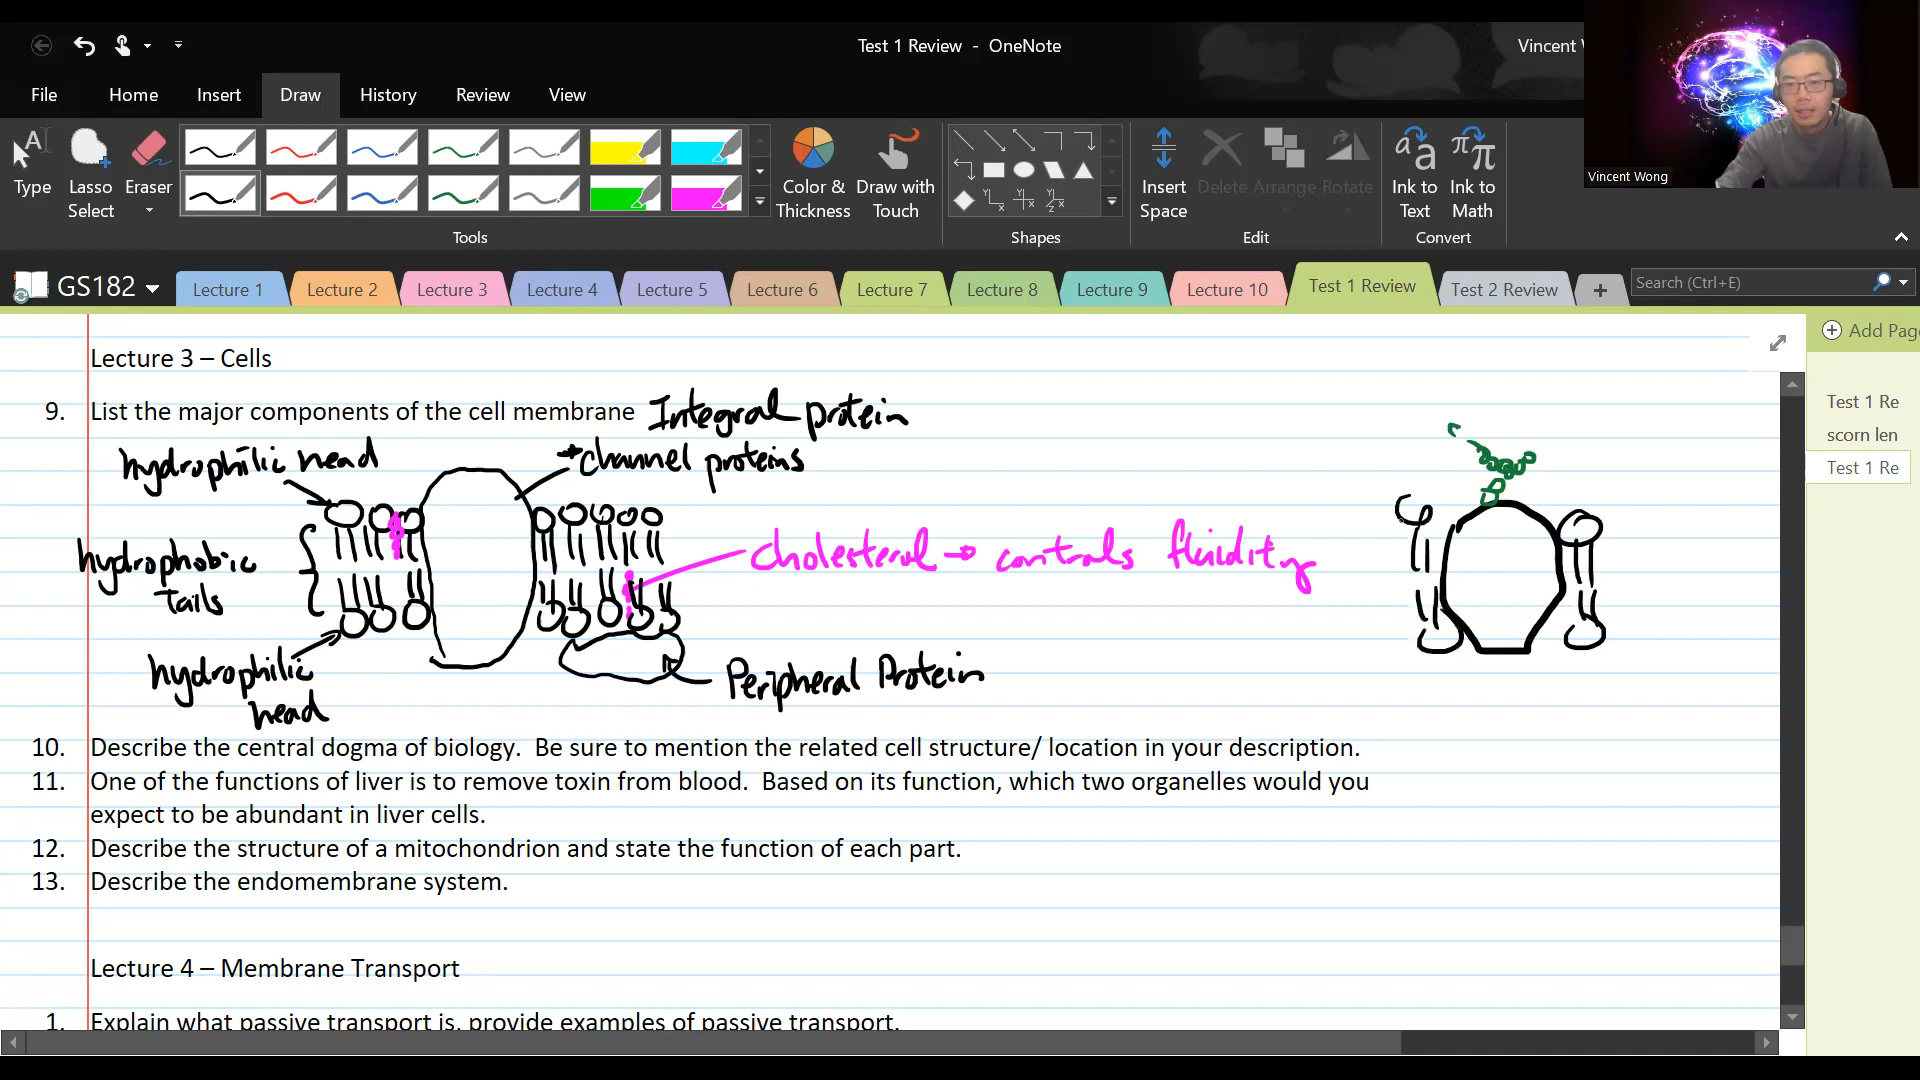 Test 1 Review - OneNote
Vincent W
Vincent Wong
File Home Insert Draw History Review View
Type
Lasso Select
Eraser
Color & Thickness
Draw with Touch
Insert Space
Delete
Arrange
Rotate
Ink to Text
Ink to Math
Tools
Shapes
Edit
Convert
GS182
Lecture 1
Lecture 2
Lecture 3
Lecture 4
Lecture 5
Lecture 6
Lecture 7
Lecture 8
Lecture 9
Lecture 10
Test 1 Review
Test 2 Review
Search (Ctrl+E)
Add Pag
Test 1 Re
scorn len
Test 1 Re
Lecture 3 – Cells
9. List the major components of the cell membrane Integral protein
hydrophilic head
channel proteins
hydrophobic tails
cholesterol → controls fluidity
hydrophilic head
Peripheral Protein
10. Describe the central dogma of biology. Be sure to mention the related cell structure/ location in your description.
11. One of the functions of liver is to remove toxin from blood. Based on its function, which two organelles would you
expect to be abundant in liver cells.
12. Describe the structure of a mitochondrion and state the function of each part.
13. Describe the endomembrane system.
Lecture 4 – Membrane Transport
1. Explain what passive transport is, provide examples of passive transport.